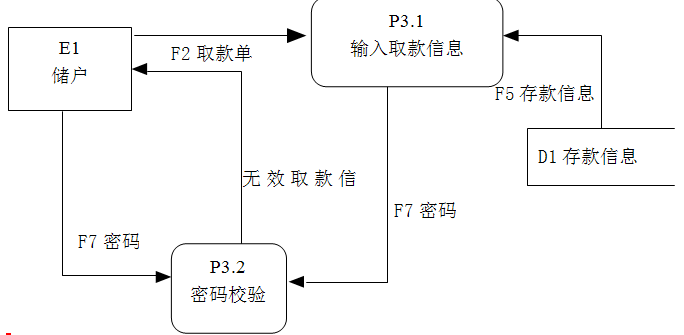 P3.1
输入取款信息
E1
储户
F2 取款单
F5 存款信息
D1 存款信息
无效取款信
F7 密码
F7 密码
P3.2
密码校验